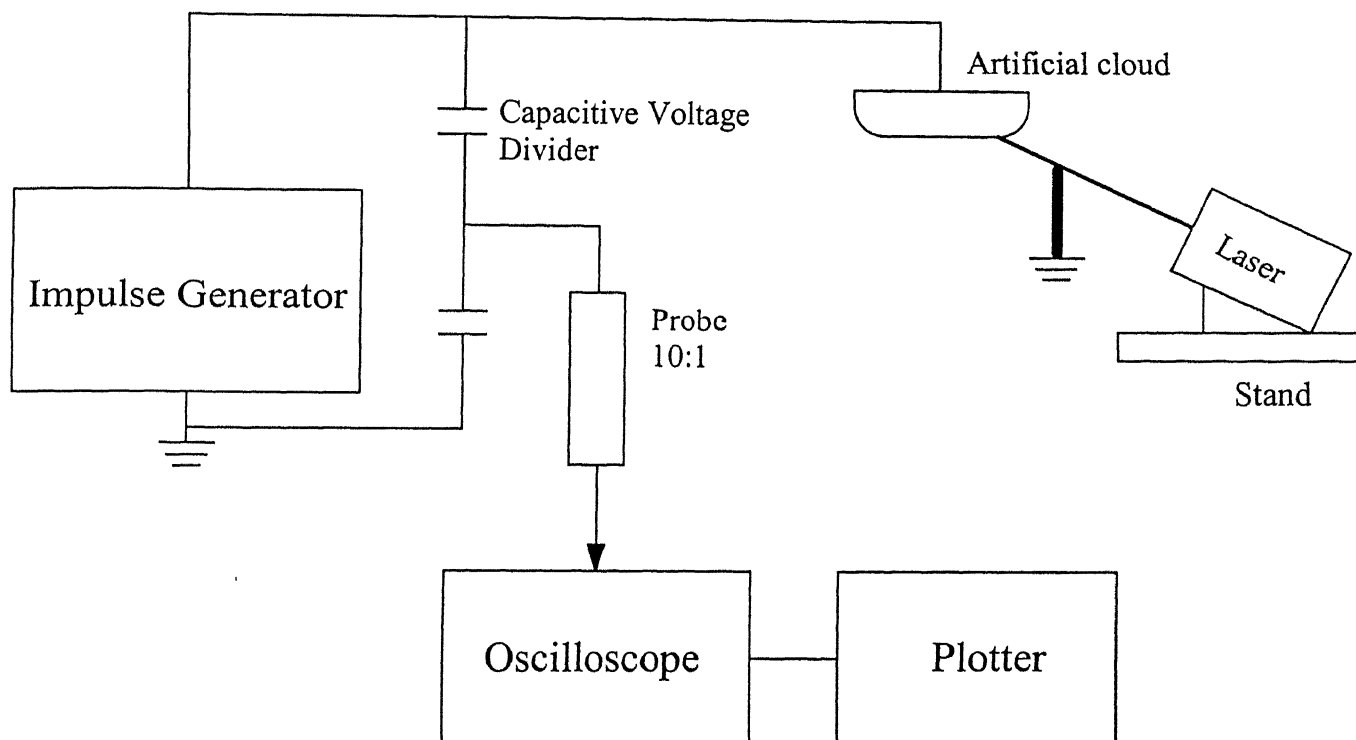 Artificial cloud
Capacitive Voltage
Divider
Impulse Generator
Laser
Probe
10:1
Stand
Oscilloscope
Plotter